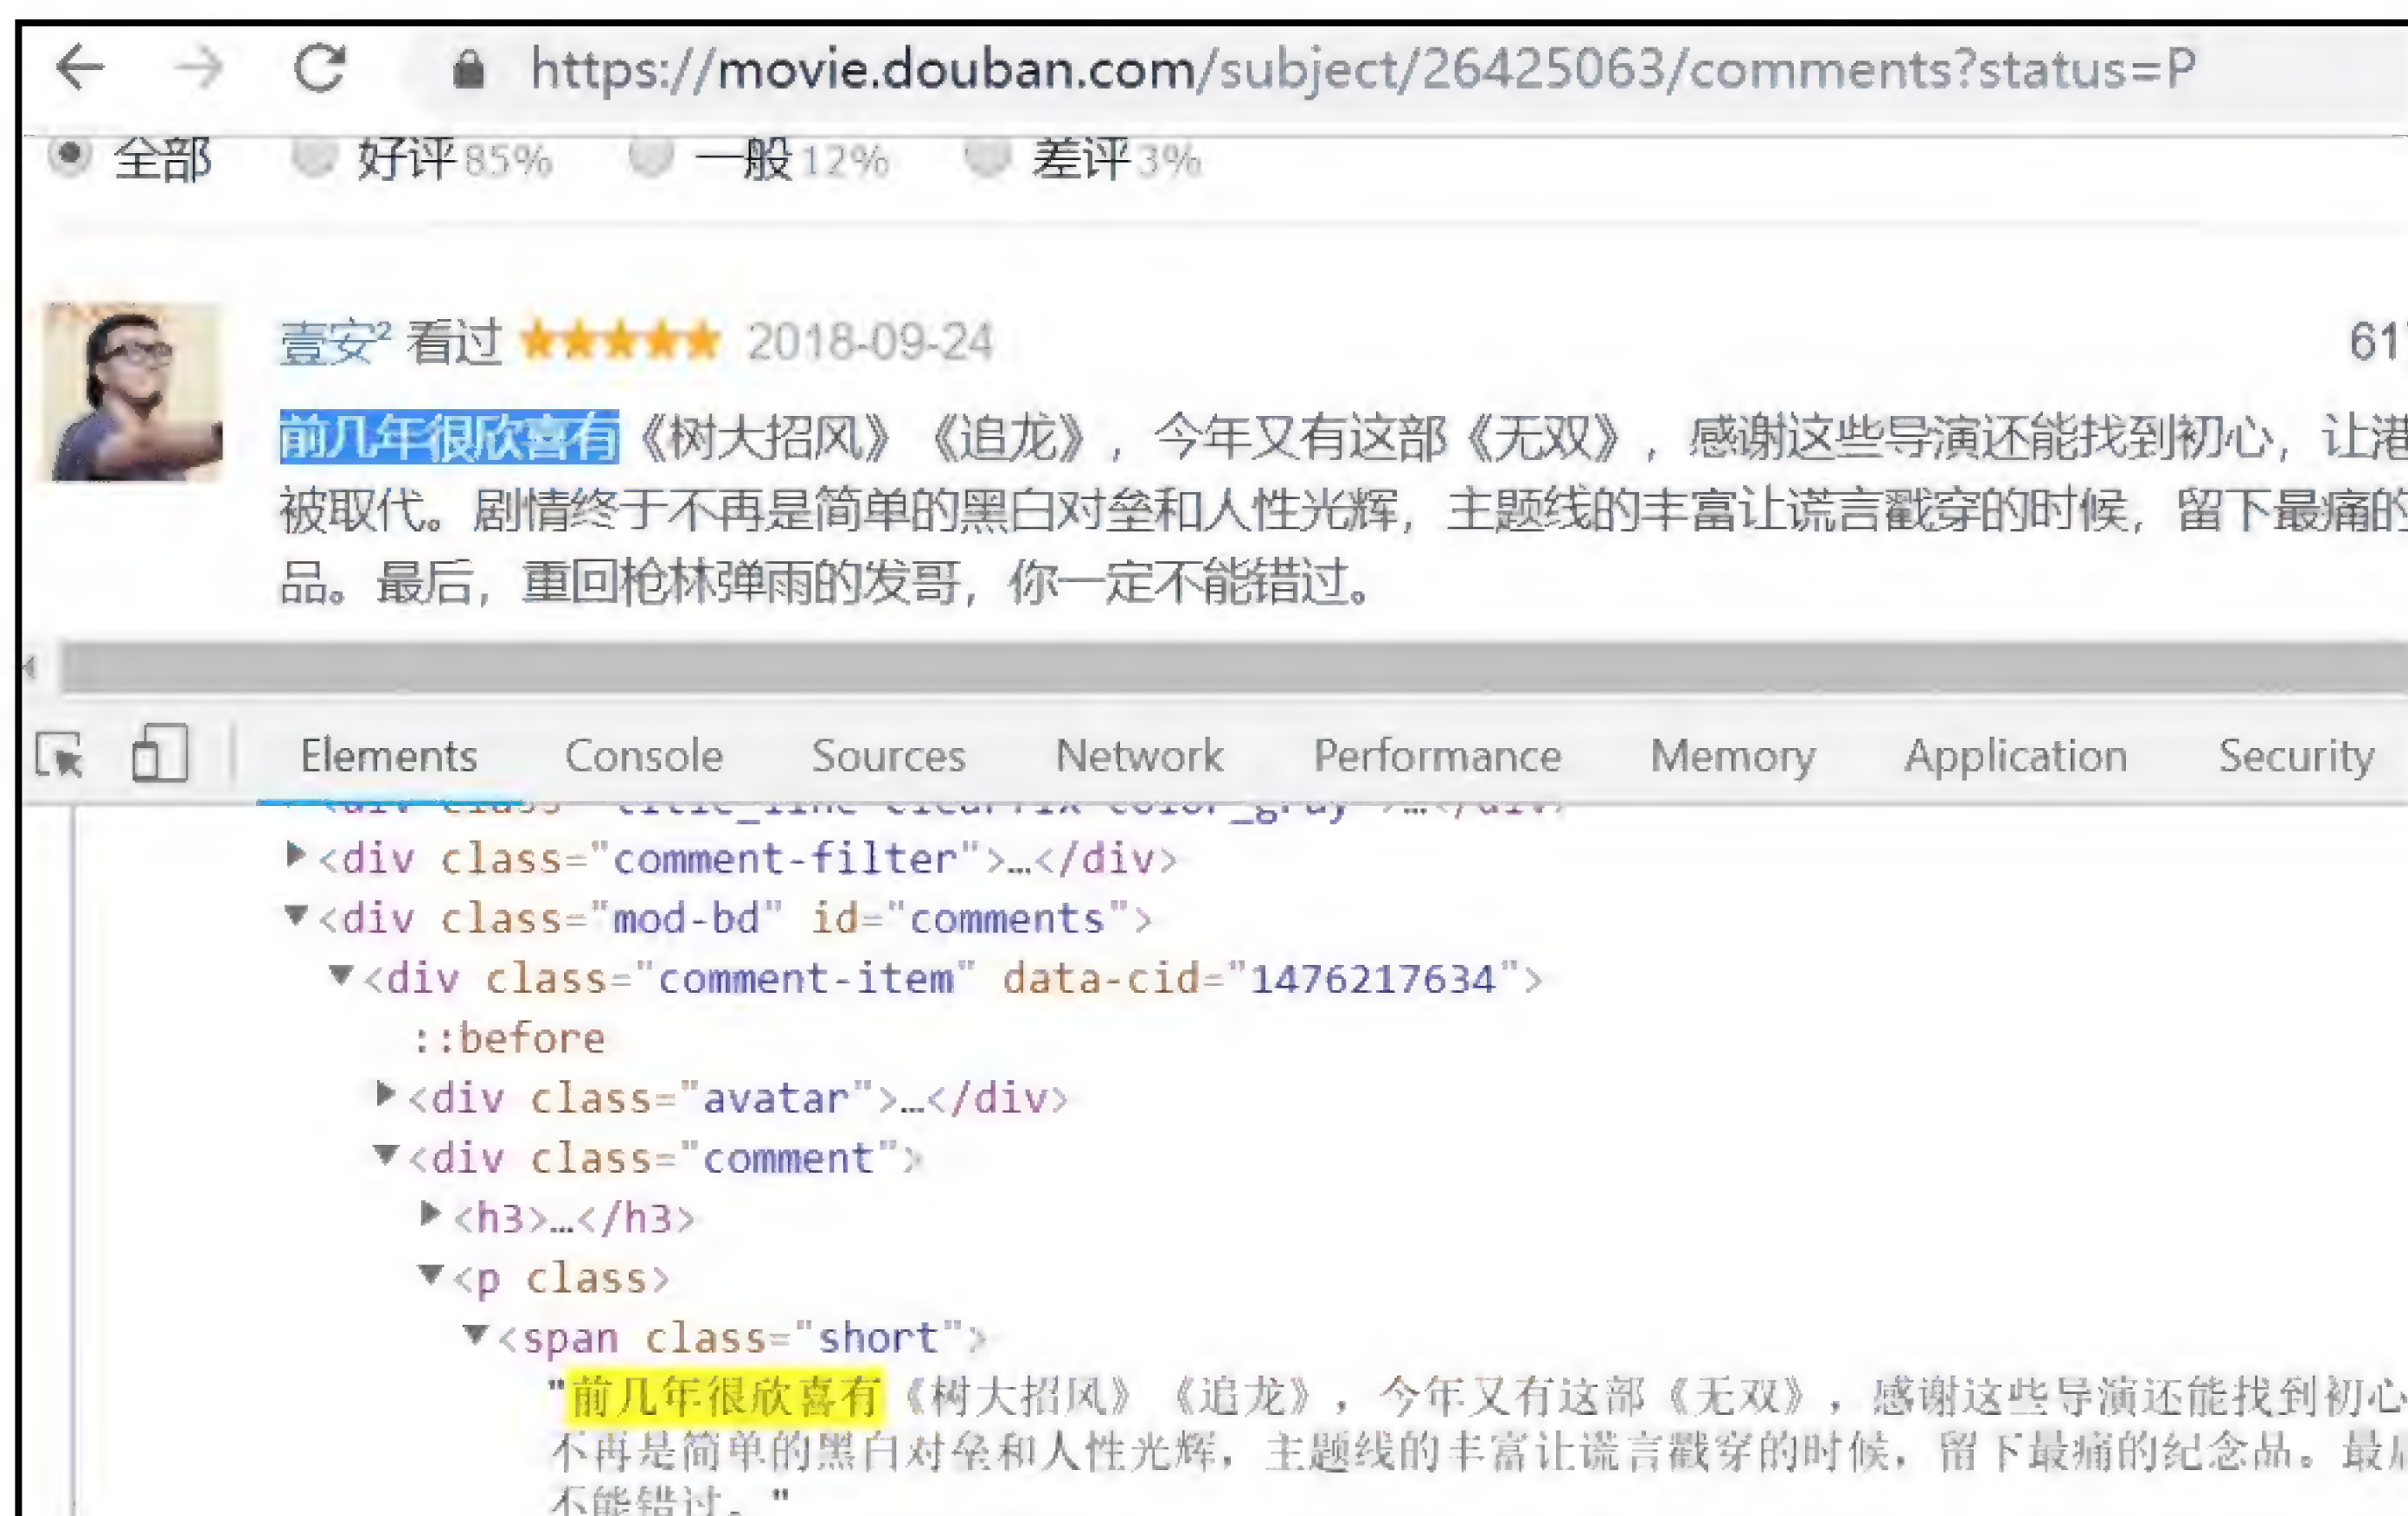 https://movie.douban.com/subject/26425063/comments?status=P
全部 好评 85% 一般 12% 差评 3%
壹安² 看过 ★★★★★ 2018-09-24 61
前几年很欣喜有《树大招风》《追龙》，今年又有这部《无双》，感谢这些导演还能找到初心，让港
被取代。剧情终于不再是简单的黑白对垒和人性光辉，主题线的丰富让谎言戳穿的时候，留下最痛的
品。最后，重回枪林弹雨的发哥，你一定不能错过。
Elements Console Sources Network Performance Memory Application Security
<div class="title_line clearfix color_gray">…</div>
<div class="comment-filter">…</div>
<div class="mod-bd" id="comments">
<div class="comment-item" data-cid="1476217634">
::before
<div class="avatar">…</div>
<div class="comment">
<h3>…</h3>
<p class>
<span class="short">
"前几年很欣喜有《树大招风》《追龙》，今年又有这部《无双》，感谢这些导演还能找到初心
不再是简单的黑白对垒和人性光辉，主题线的丰富让谎言戳穿的时候，留下最痛的纪念品。最
不能错过。"